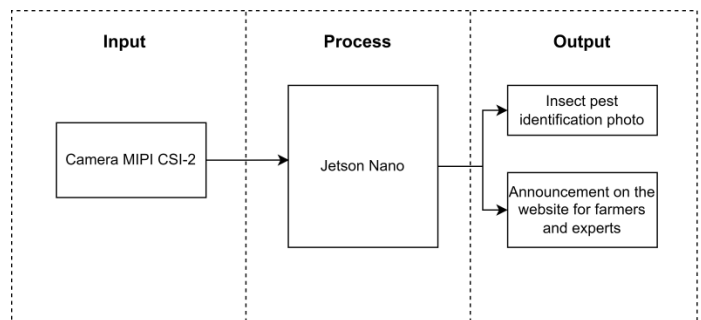 Input
Process
Output
Camera MIPI CSI-2
Jetson Nano
Insect pest
identification photo
Announcement on the
website for farmers
and experts